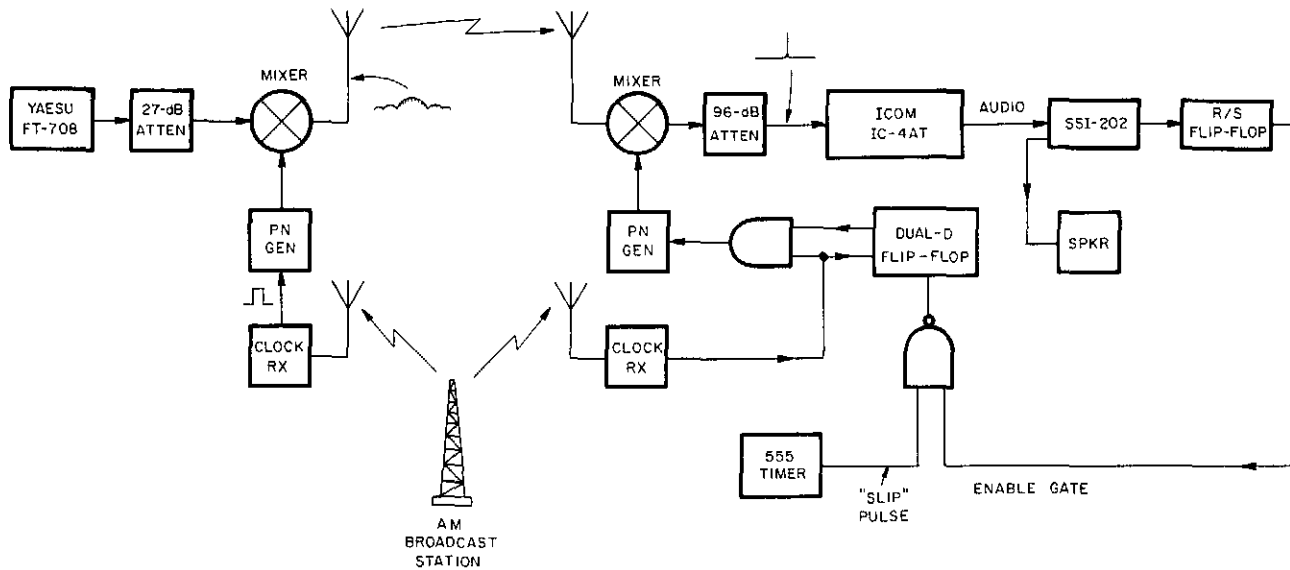 YAESU
FT-708
27-dB
ATTEN
MIXER
PN
GEN
CLOCK
RX
AM
BROADCAST
STATION
MIXER
96-dB
ATTEN
ICOM
IC-4AT
AUDIO
SSI-202
R/S
FLIP-FLOP
PN
GEN
DUAL-D
FLIP-FLOP
SPKR
CLOCK
RX
555
TIMER
"SLIP"
PULSE
ENABLE GATE